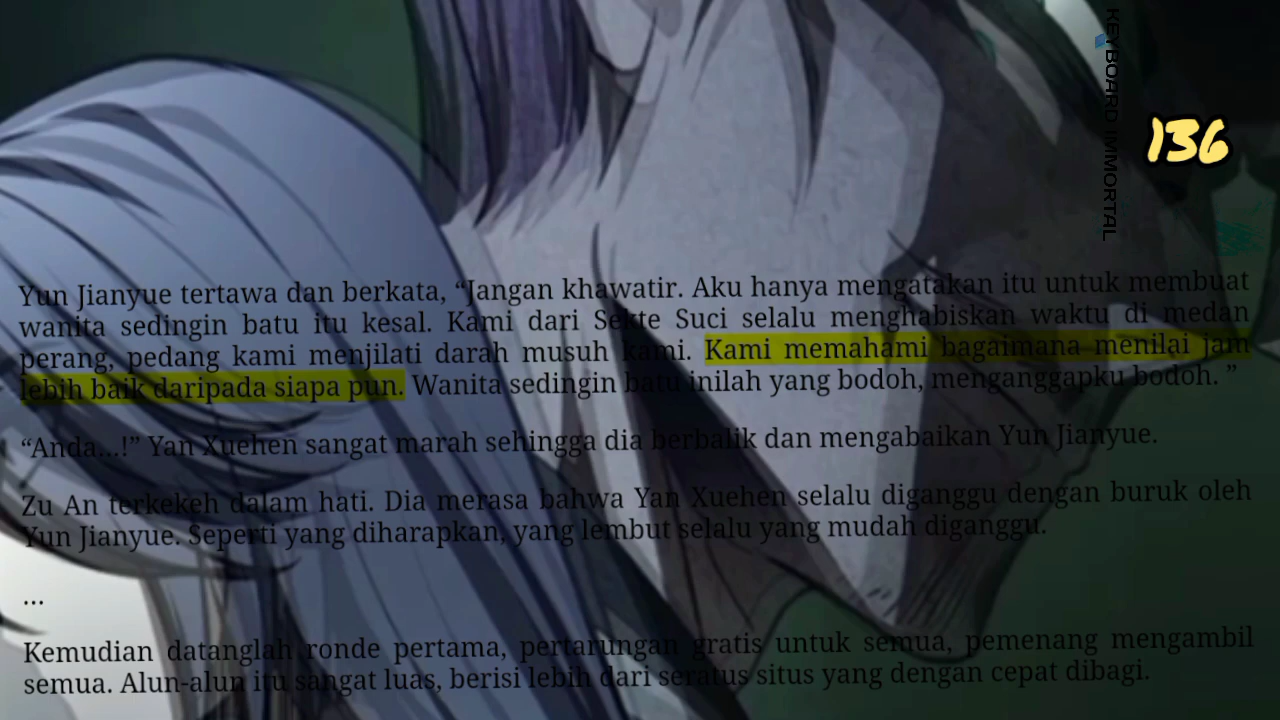 KEYBOARD IMMORTAL
136
Yun Jianyue tertawa dan berkata, “Jangan khawatir. Aku hanya mengatakan itu untuk membuat
wanita sedingin batu itu kesal. Kami dari Sekte Suci selalu menghabiskan waktu di medan
perang, pedang kami menjilati darah musuh kami. Kami memahami bagaimana menilai jam
lebih baik daripada siapa pun. Wanita sedingin batu inilah yang bodoh, menganggapku bodoh. ”
“Anda...!” Yan Xuehen sangat marah sehingga dia berbalik dan mengabaikan Yun Jianyue.
Zu An terkekeh dalam hati. Dia merasa bahwa Yan Xuehen selalu diganggu dengan buruk oleh
Yun Jianyue. Seperti yang diharapkan, yang lembut selalu yang mudah diganggu.
...
Kemudian datanglah ronde pertama, pertarungan gratis untuk semua, pemenang mengambil
semua. Alun-alun itu sangat luas, berisi lebih dari seratus situs yang dengan cepat dibagi.